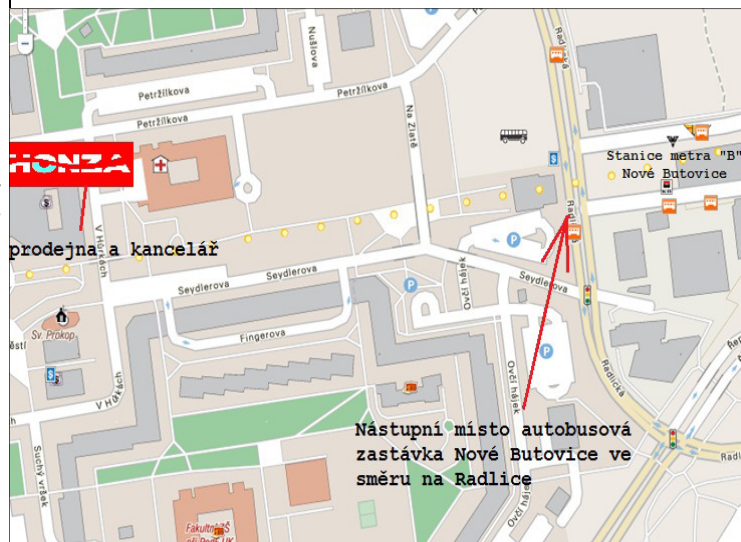 Radlická
Nušlova
Petržílkova
Petržílkova
Na Zlatě
Petržílkova
HONZA
Stanice metra "B"
Nové Butovice
Radlická
V Hůrkách
prodejna a kancelář
Ovčí hájek
Seydlerova
Seydlerova
Seydlerova
Sv. Prokop
Fingerova
Radlická
Ovčí hájek
V Hůrkách
Nástupní místo autobusová
zastávka Nové Butovice ve
směru na Radlice
Suchý vršek
Ovčí hájek
Fakultní ZŠ